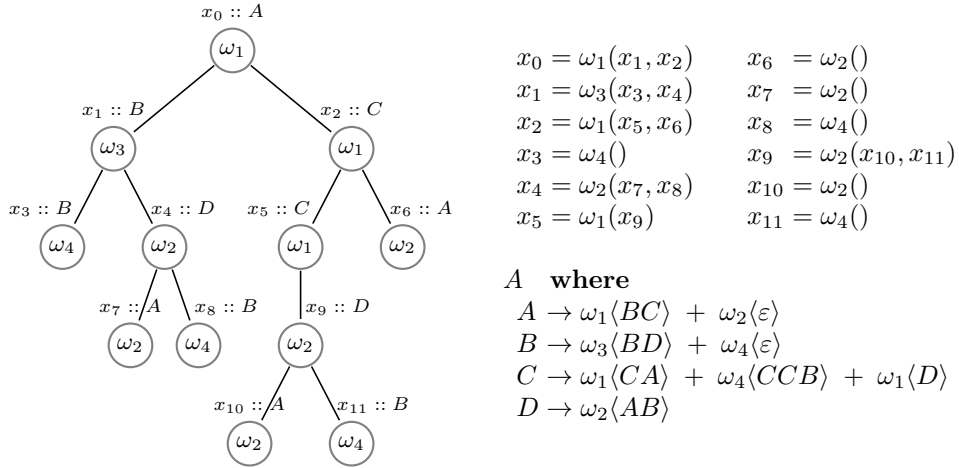 x₀ :: A
ω₁
x₁ :: B
x₂ :: C
ω₃
ω₁
x₃ :: B
x₄ :: D
x₅ :: C
x₆ :: A
ω₄
ω₂
ω₁
ω₂
x₇ :: A
x₈ :: B
x₉ :: D
ω₂
ω₄
ω₂
x₁₀ :: A
x₁₁ :: B
ω₂
ω₄
x₀ = ω₁(x₁, x₂) x₆ = ω₂()
x₁ = ω₃(x₃, x₄) x₇ = ω₂()
x₂ = ω₁(x₅, x₆) x₈ = ω₄()
x₃ = ω₄() x₉ = ω₂(x₁₀, x₁₁)
x₄ = ω₂(x₇, x₈) x₁₀ = ω₂()
x₅ = ω₁(x₉) x₁₁ = ω₄()
A where
A → ω₁⟨BC⟩ + ω₂⟨ε⟩
B → ω₃⟨BD⟩ + ω₄⟨ε⟩
C → ω₁⟨CA⟩ + ω₄⟨CCB⟩ + ω₁⟨D⟩
D → ω₂⟨AB⟩